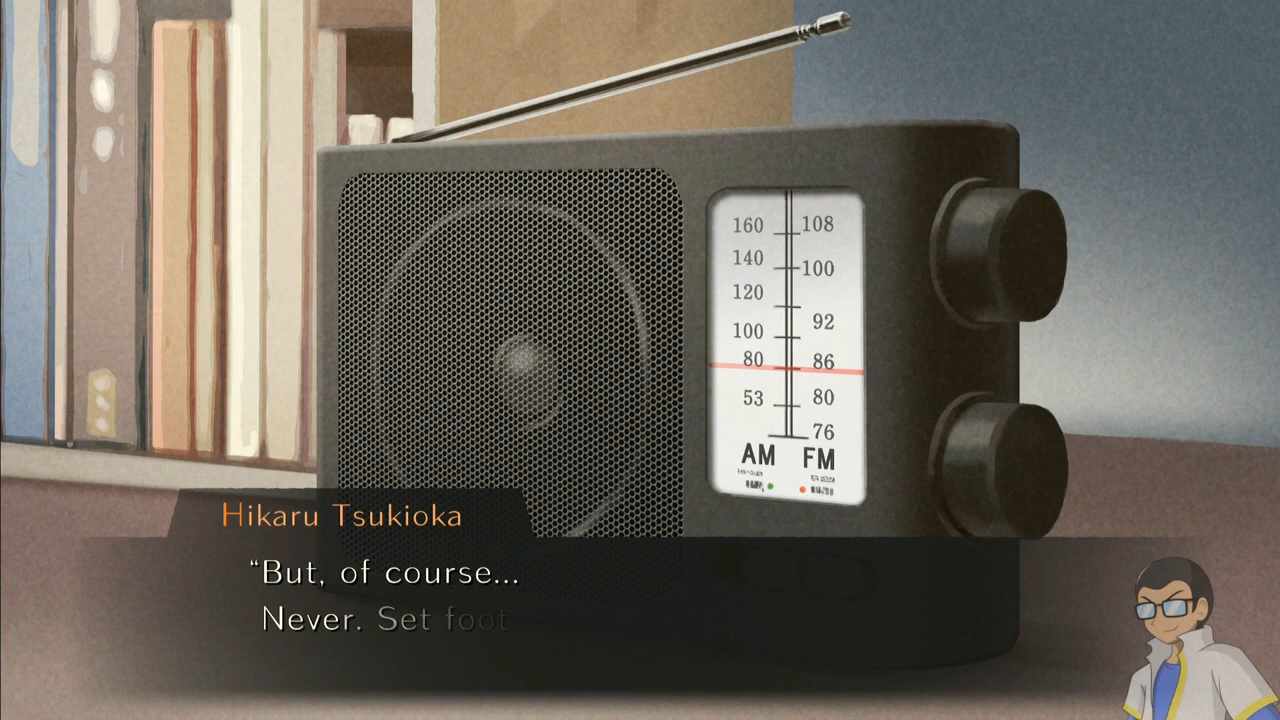 160 108
140 100
120
92
100
80 86
53 80
76
AM FM
Hikaru Tsukioka
“But, of course...
Never. Set foot